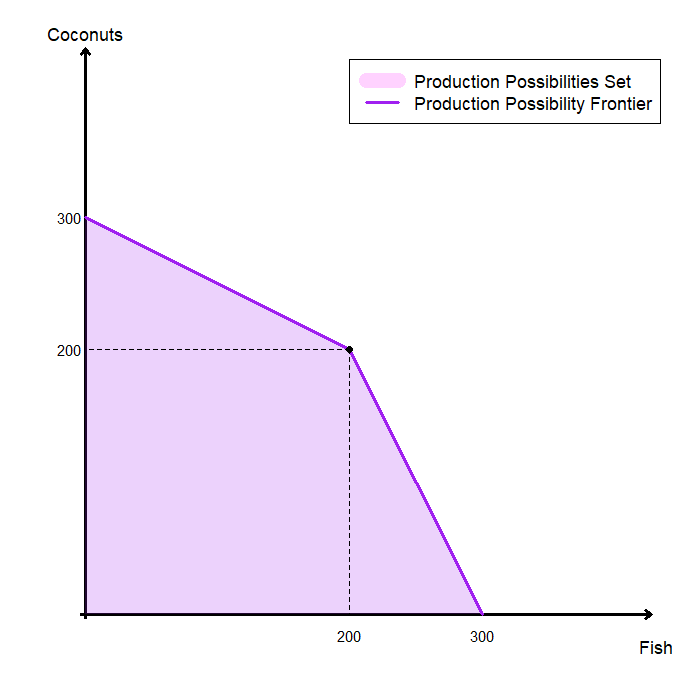 Coconuts
Production Possibilities Set
Production Possibility Frontier
300
200
200
300
Fish